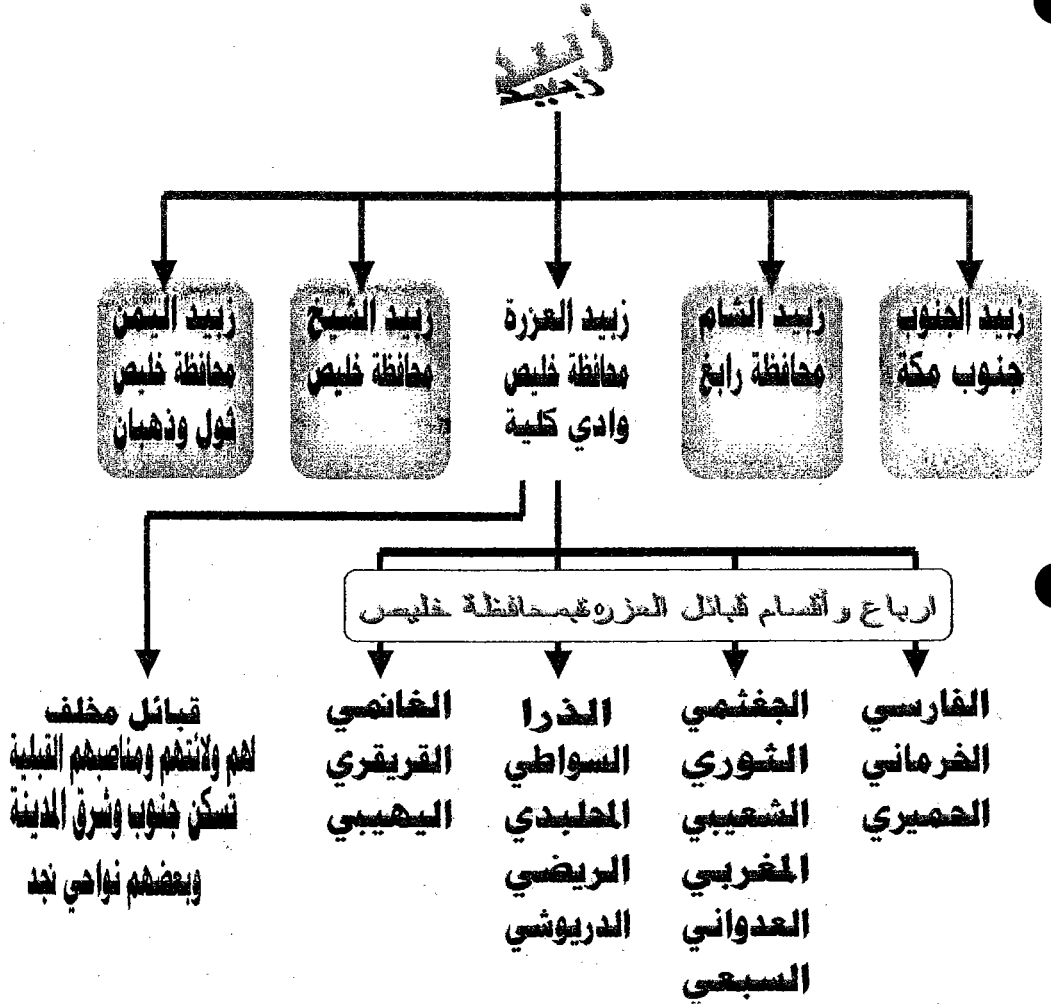 زبيد
زبيد الجنوب
جنوب مكة
زبيد الشام
محافظة رابغ
زبيد العزرة
محافظة خليص
وادي كلية
زبيد الشيخ
محافظة خليص
زبيد اليمن
محافظة خليص
ثول وذهبان
ارباع وأقسام قبائل العزرة بمحافظة خليص
الفارسي
الخرماني
الحميري
الجغثمي
الثوري
الشعيبي
المغربي
العدواني
السبعي
الذرا
السواطي
المحلبدي
الريضي
الدريوشي
الغانمي
القريقري
اليهيبي
قبائل مخلف
لهم ولائتهم ومناصبهم القبلية
تسكن جنوب وشرق المدينة
وبعضهم نواحي نجد